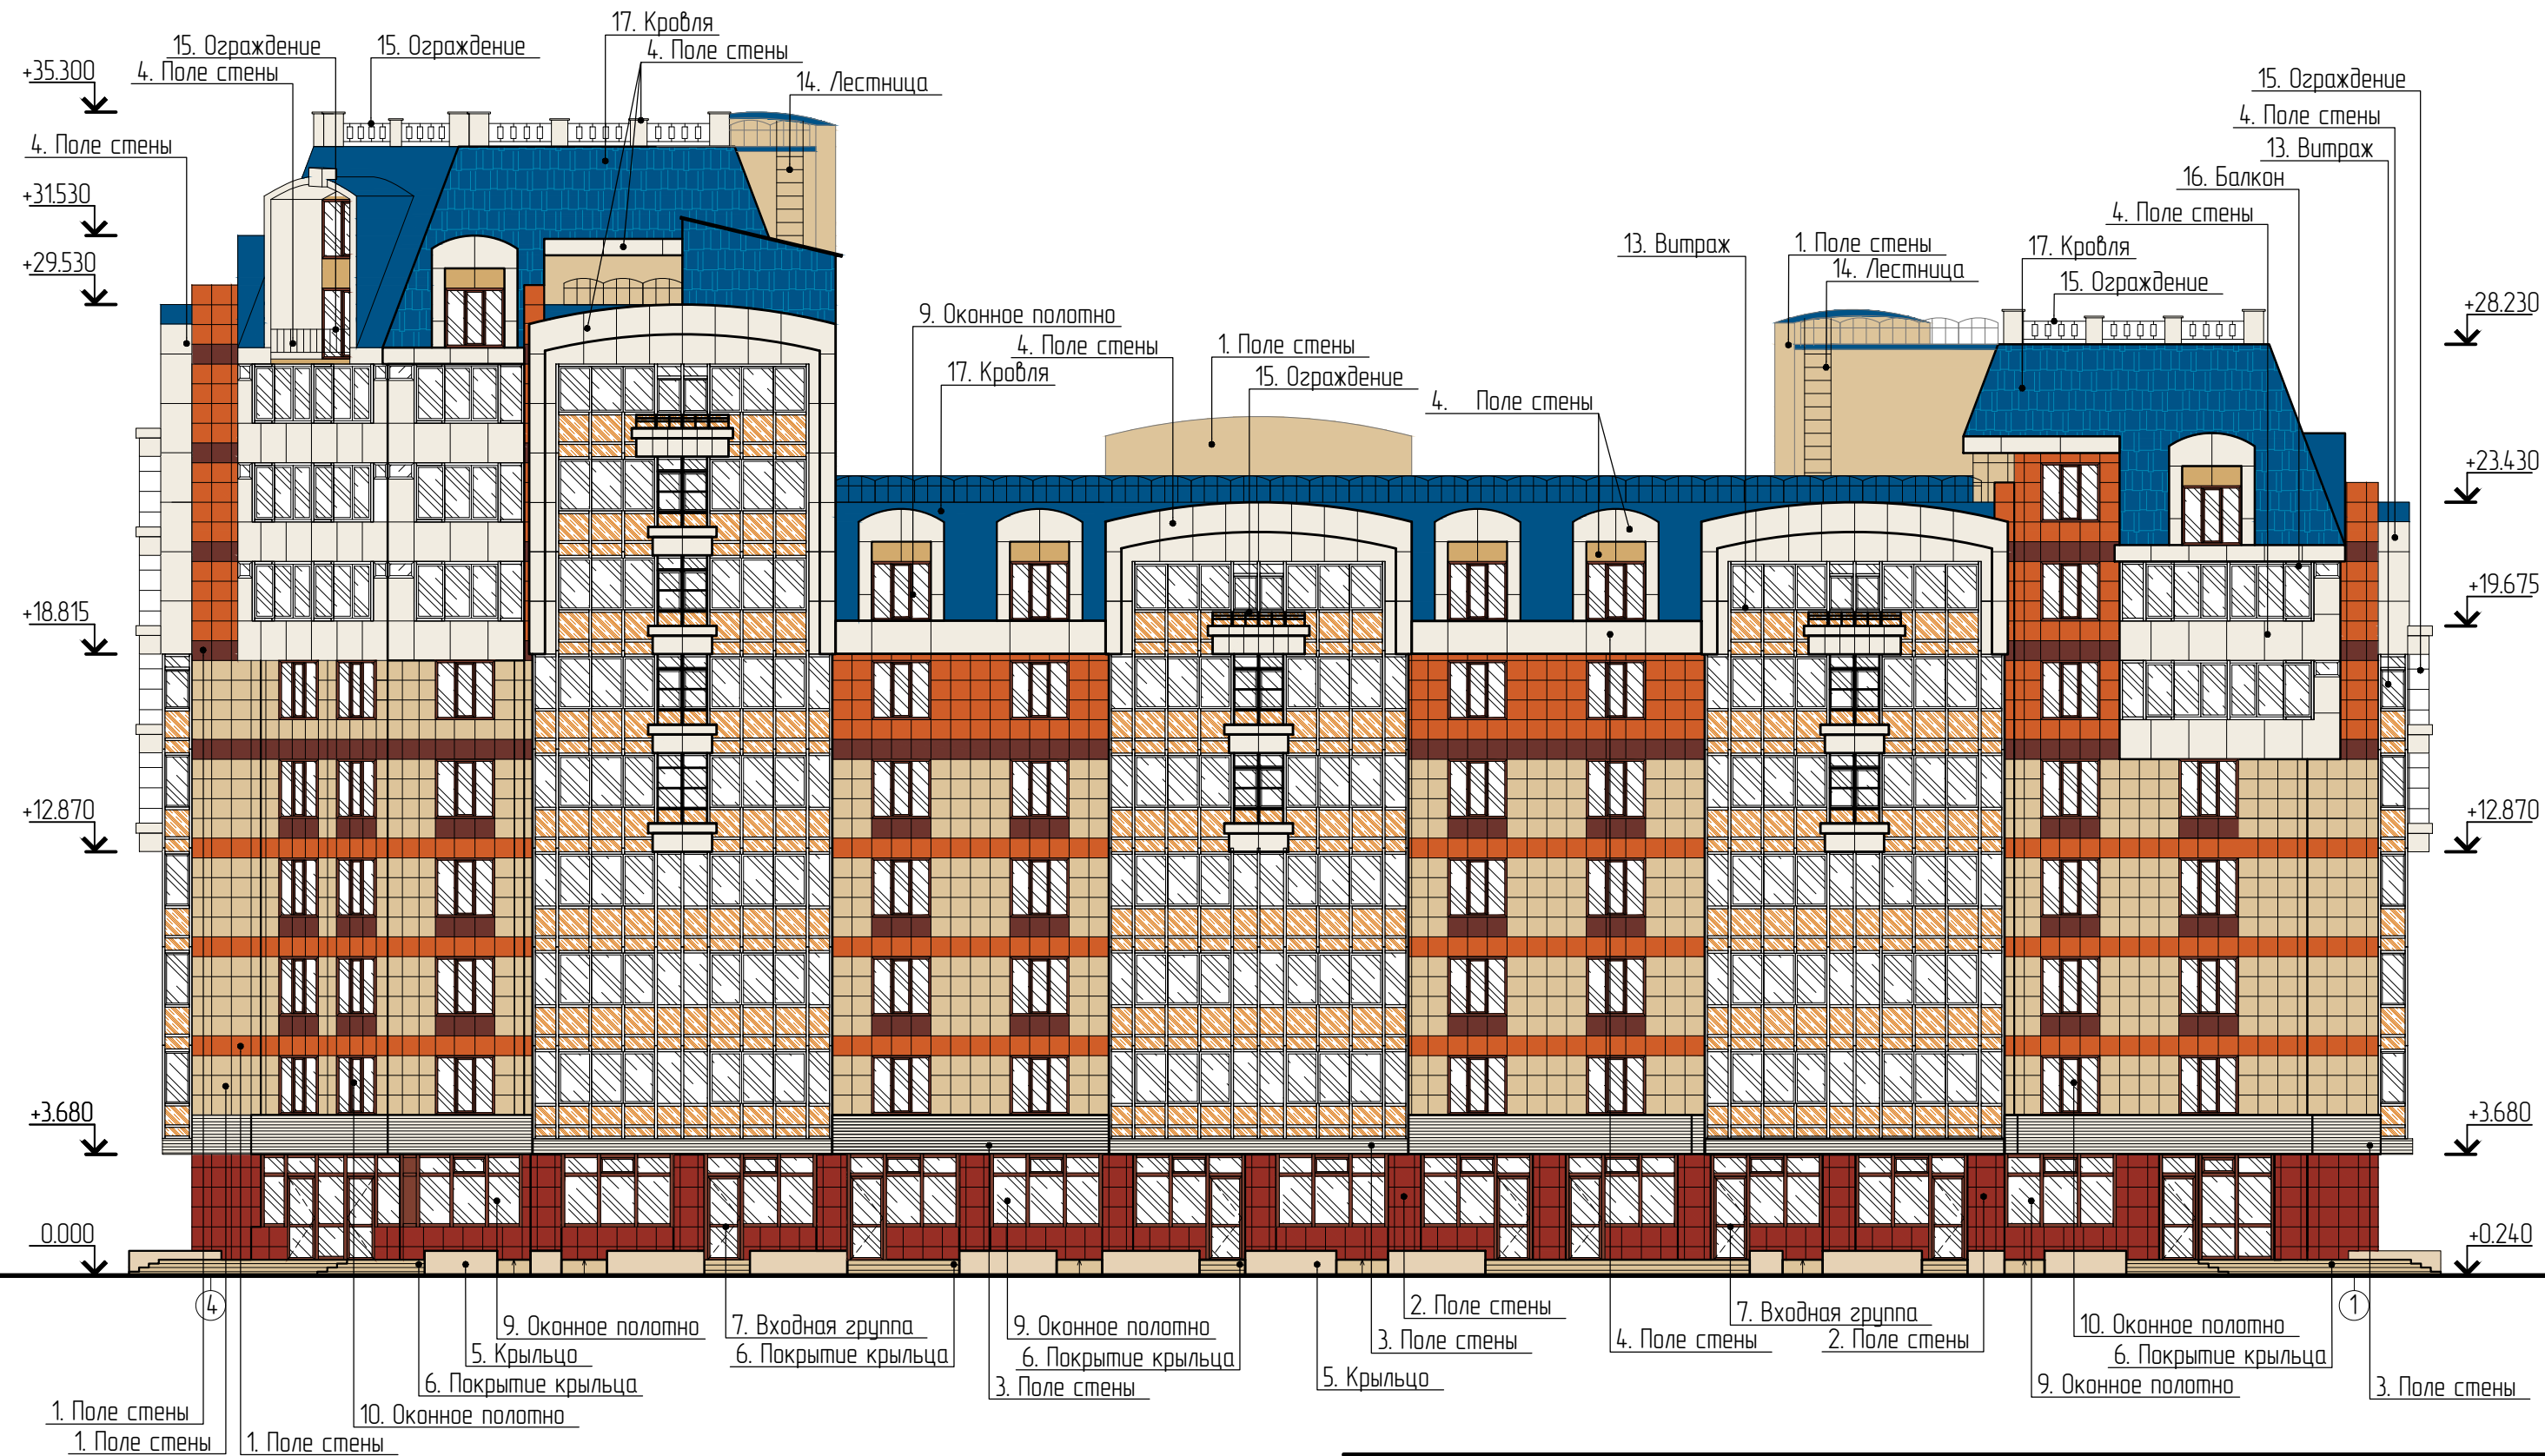 17. Кровля
15. Ограждение
15. Ограждение
4. Поле стены
+35.300
4. Поле стены
14. Лестница
15. Ограждение
4. Поле стены
4. Поле стены
13. Витраж
16. Балкон
+31.530
4. Поле стены
13. Витраж
1. Поле стены
17. Кровля
+29.530
14. Лестница
15. Ограждение
+28.230
9. Оконное полотно
4. Поле стены
1. Поле стены
17. Кровля
15. Ограждение
4. Поле стены
+23.430
+18.815
+19.675
+12.870
+12.870
+3.680
+3.680
0.000
+0.240
4
1
9. Оконное полотно
7. Входная группа
9. Оконное полотно
2. Поле стены
7. Входная группа
10. Оконное полотно
5. Крыльцо
6. Покрытие крыльца
6. Покрытие крыльца
3. Поле стены
4. Поле стены
2. Поле стены
6. Покрытие крыльца
6. Покрытие крыльца
3. Поле стены
5. Крыльцо
9. Оконное полотно
3. Поле стены
1. Поле стены
10. Оконное полотно
1. Поле стены
1. Поле стены